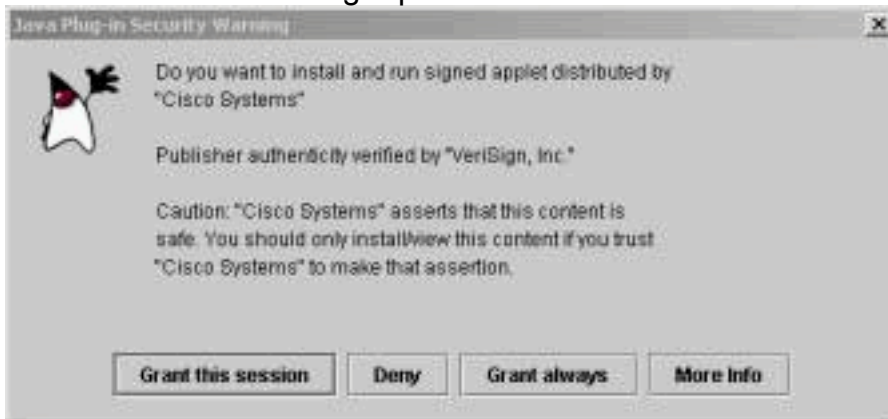 Java Plug-in Security Warning
Do you want to install and run signed applet distributed by
"Cisco Systems"
Publisher authenticity verified by "VeriSign, Inc."
Caution: "Cisco Systems" asserts that this content is
safe. You should only install/view this content if you trust
"Cisco Systems" to make that assertion.
Grant this session Deny Grant always More Info